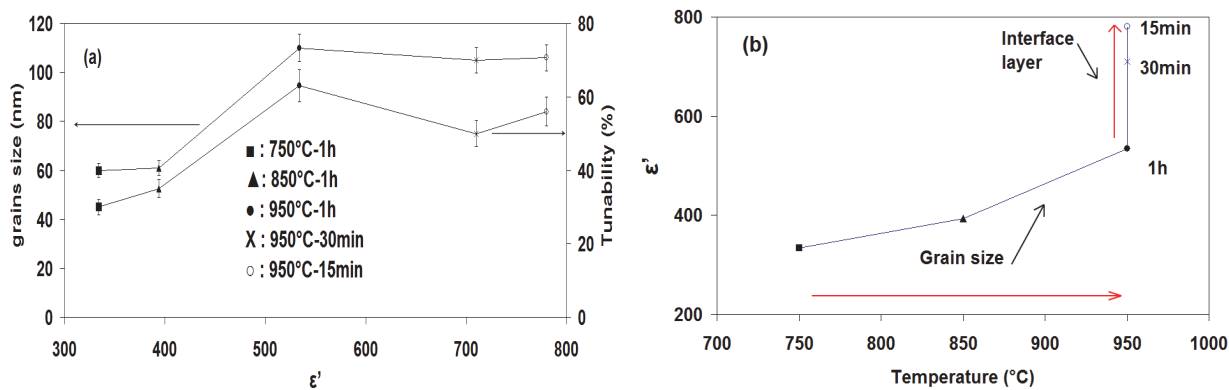 (a)
grains size (nm)
120
100
80
60
40
20
0
300
400
500
600
700
800
ε'
80
60
40
20
0
Tunability (%)
■ : 750°C-1h
▲ : 850°C-1h
● : 950°C-1h
X : 950°C-30min
○ : 950°C-15min
(b)
ε'
800
600
400
200
700
750
800
850
900
950
1000
Temperature (°C)
Interface
layer
15min
30min
1h
Grain size